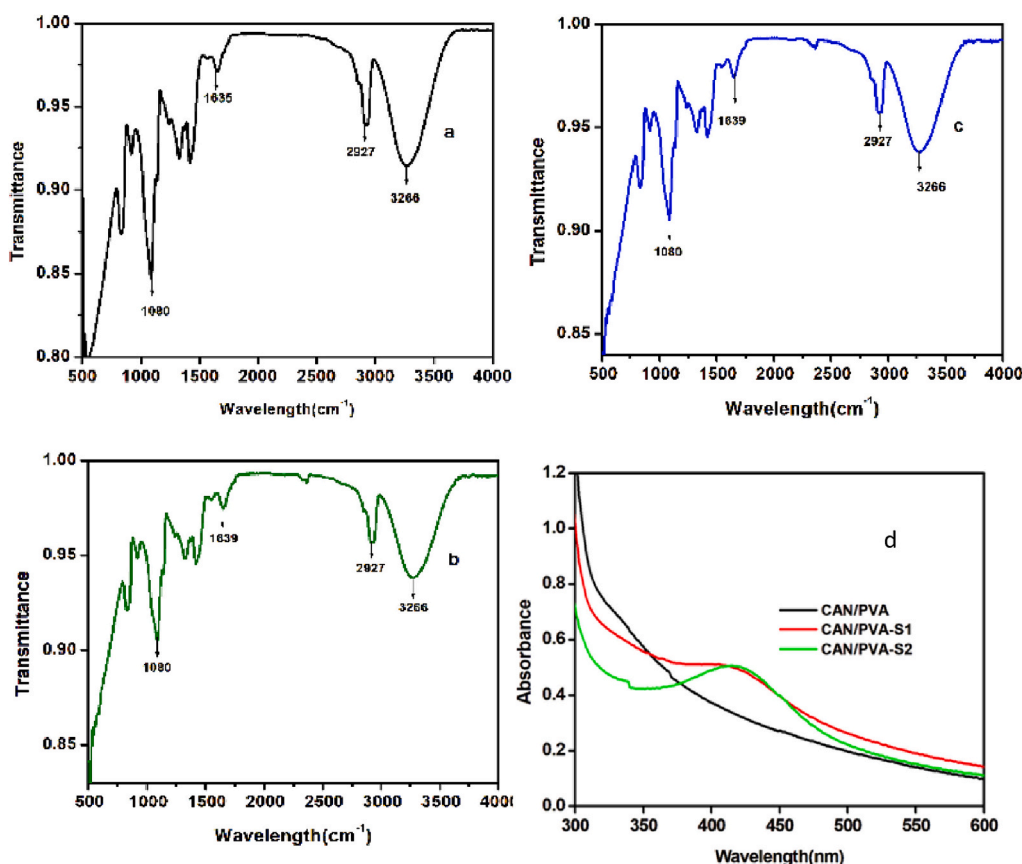 1.00
0.95
0.90
0.85
0.80
Transmittance
1635
2927
3266
1080
a
500 1000 1500 2000 2500 3000 3500 4000
Wavelength(cm⁻¹)
1.00
0.95
0.90
0.85
Transmittance
1639
2927
3266
1080
c
500 1000 1500 2000 2500 3000 3500 4000
Wavelength(cm⁻¹)
1.00
0.95
0.90
0.85
Transmittance
1639
2927
3266
1080
b
500 1000 1500 2000 2500 3000 3500 4000
Wavelength(cm⁻¹)
1.2
1.0
0.8
0.6
0.4
0.2
0.0
Absorbance
d
CAN/PVA
CAN/PVA-S1
CAN/PVA-S2
300 350 400 450 500 550 600
Wavelength(nm)